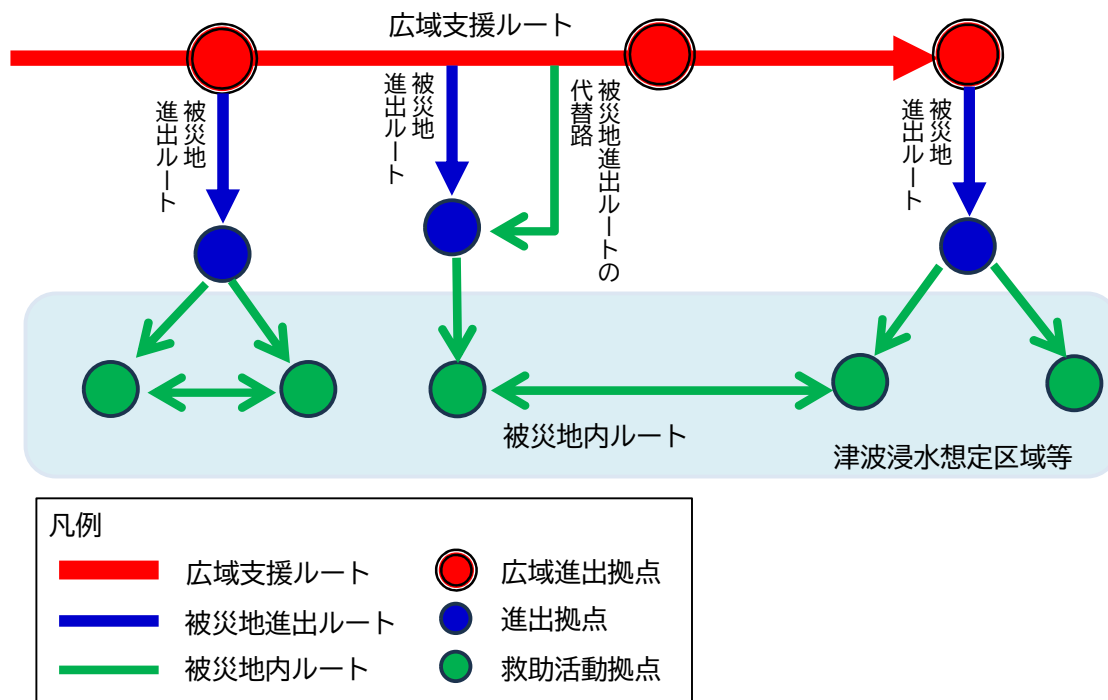 広域支援ルート
被災地
進出ルート
被災地
進出ルート
被災地進出ルートの
代替路
被災地
進出ルート
被災地内ルート
津波浸水想定区域等
凡例
広域支援ルート
広域進出拠点
被災地進出ルート
進出拠点
被災地内ルート
救助活動拠点